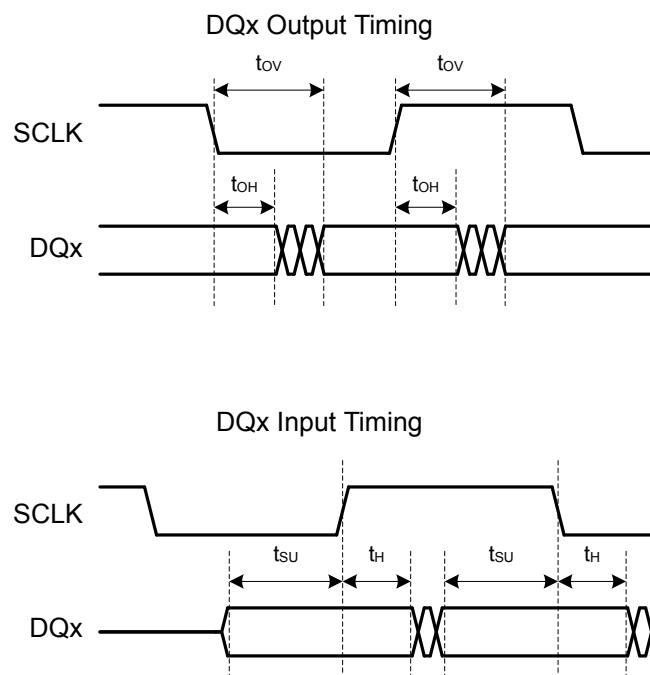 DQx Output Timing
tOV tOV
SCLK
tOH tOH
DQx
DQx Input Timing
SCLK
tSU tH tSU tH
DQx